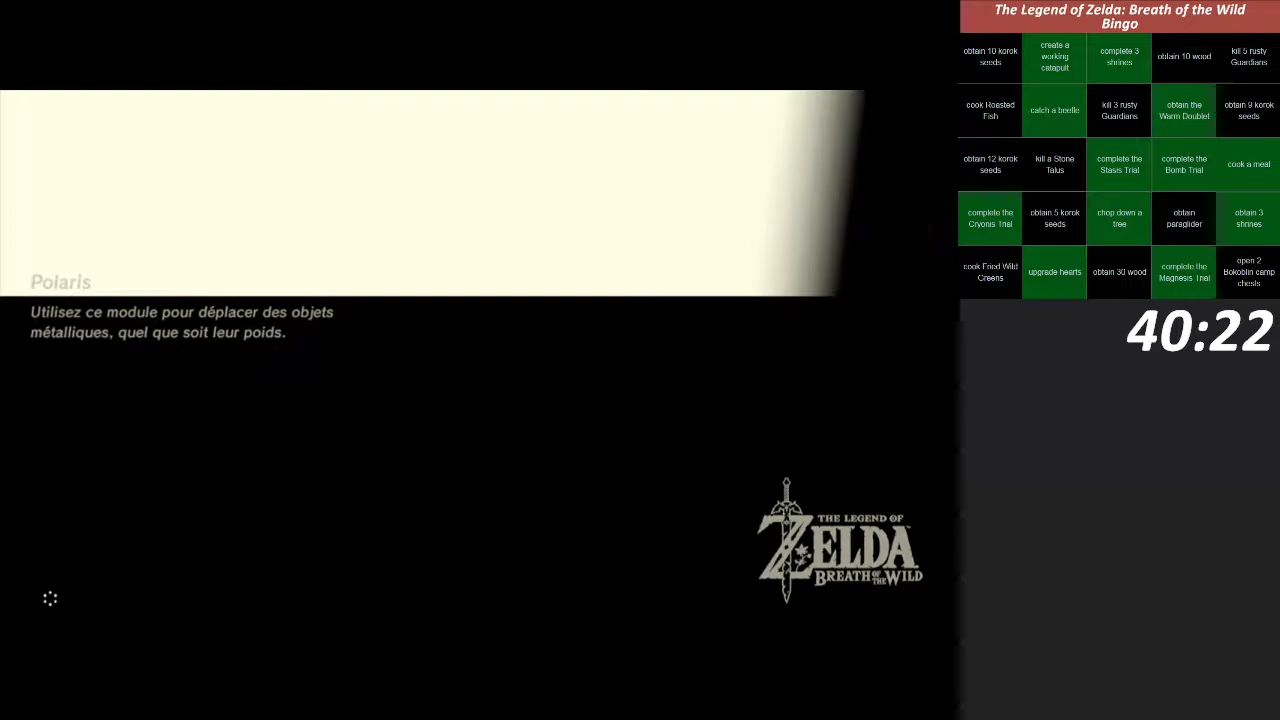 The Legend of Zelda: Breath of the Wild
Bingo
obtain 10 korok
seeds
create a
working
catapult
complete 3
shrines
obtain 10 wood
kill 5 rusty
Guardians
cook Roasted
Fish
catch a beetle
kill 3 rusty
Guardians
obtain the
Warm Doublet
obtain 9 korok
seeds
obtain 12 korok
seeds
kill a Stone
Talus
complete the
Stasis Trial
complete the
Bomb Trial
cook a meal
complete the
Cryonis Trial
obtain 5 korok
seeds
chop down a
tree
obtain
paraglider
obtain 3
shrines
cook Fried Wild
Greens
upgrade hearts
obtain 30 wood
complete the
Magnesis Trial
open 2
Bokoblin camp
chests
40:22
Polaris
Utilisez ce module pour déplacer des objets
métalliques, quel que soit leur poids.
THE LEGEND OF
ZELDA
BREATH OF THE WILD